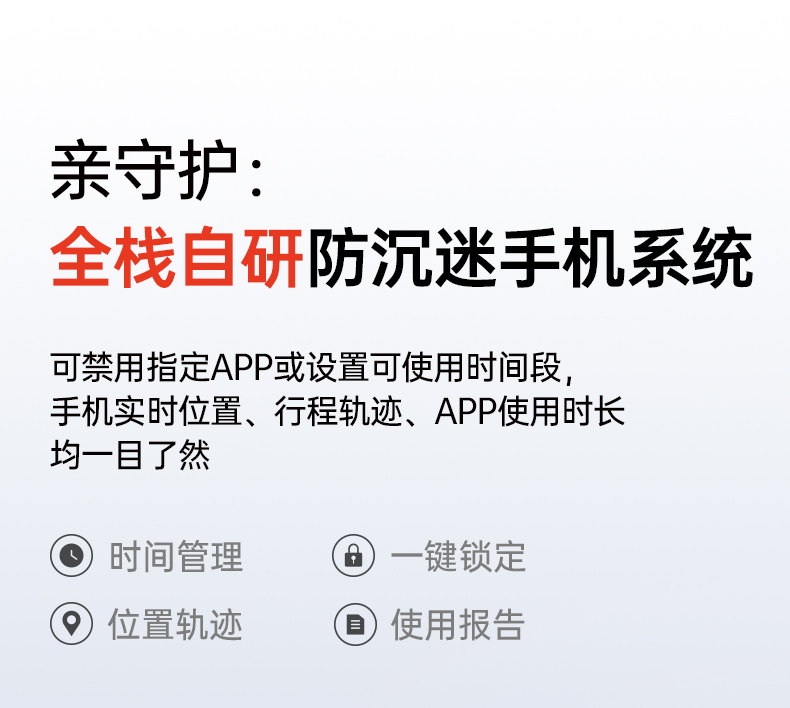 亲守护：
全栈自研防沉迷手机系统
可禁用指定APP或设置可使用时间段，
手机实时位置、行程轨迹、APP使用时长
均一目了然
时间管理 一键锁定
位置轨迹 使用报告